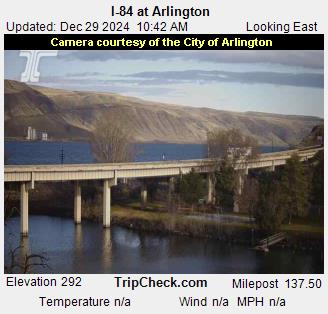 I-84 at Arlington
Updated: Dec 29 2024 10:42 AM Looking East
Camera courtesy of the City of Arlington
Elevation 292 TripCheck.com Milepost 137.50
Temperature n/a Wind n/a MPH n/a